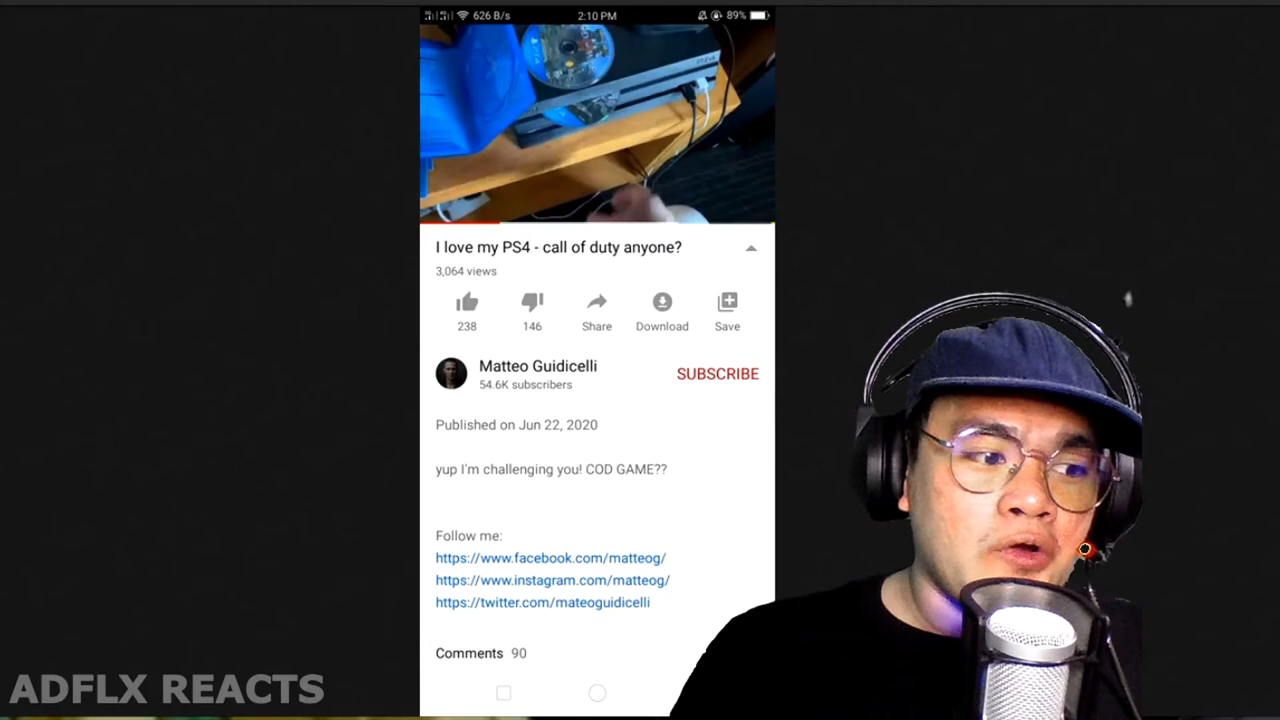 626 B/s 2:10 PM 89%
I love my PS4 - call of duty anyone?
3,064 views
238 146 Share Download Save
Matteo Guidicelli
54.6K subscribers
SUBSCRIBE
Published on Jun 22, 2020
yup I'm challenging you! COD GAME??
Follow me:
https://www.facebook.com/matteog/
https://www.instagram.com/matteog/
https://twitter.com/mateoguidicelli
Comments 90
ADFLX REACTS